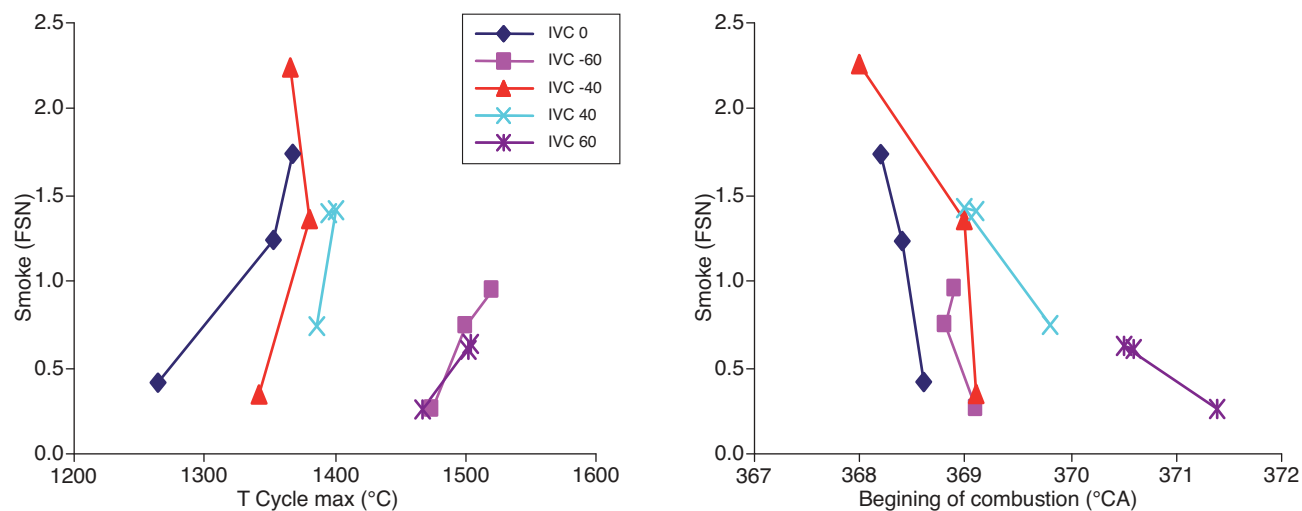 Smoke (FSN)
2.5
2.0
1.5
1.0
0.5
0.0
1200 1300 1400 1500 1600
T Cycle max (°C)
IVC 0
IVC -60
IVC -40
IVC 40
IVC 60
Smoke (FSN)
2.5
2.0
1.5
1.0
0.5
0.0
367 368 369 370 371 372
Begining of combustion (°CA)